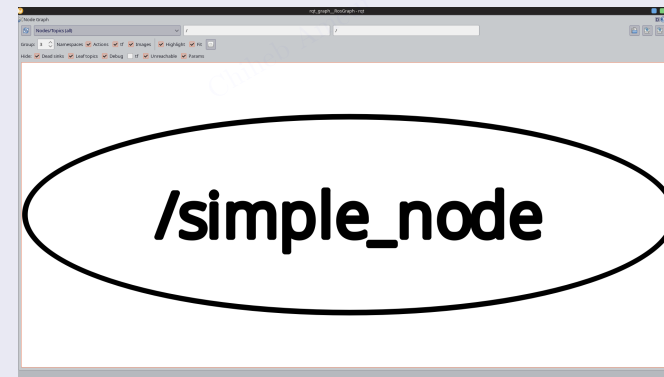 rqt_graph__RosGraph - rqt
Node Graph
Nodes/Topics (all) / /
Group: Namespaces Actions tf Images Highlight Fit
Hide: Dead sinks Leaf topics Debug tf Unreachable Params
/simple_node